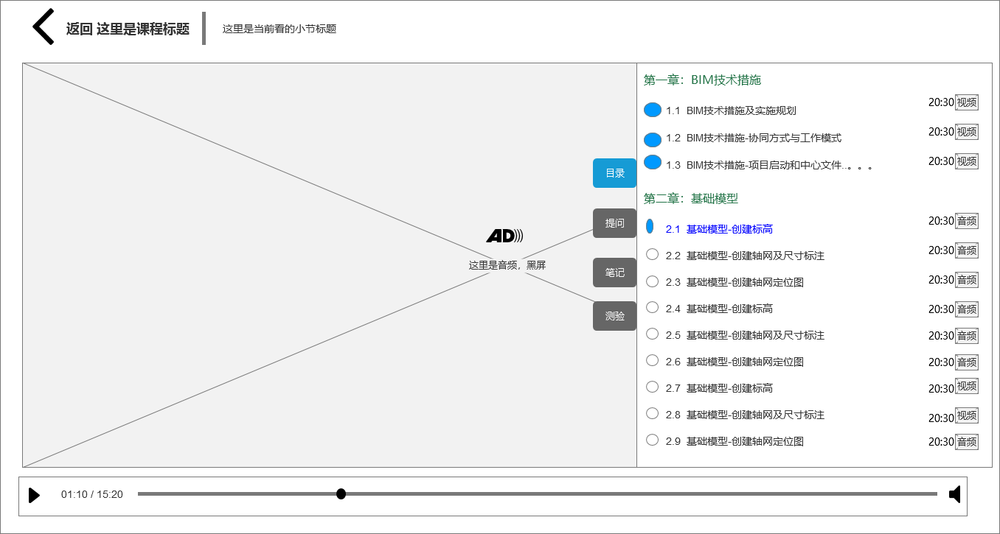 返回 这里是课程标题
这里是当前看的小节标题
AD
这里是音频，黑屏
目录
提问
笔记
测验
第一章：BIM技术措施
1.1 BIM技术措施及实施规划 20:30 视频
1.2 BIM技术措施-协同方式与工作模式 20:30 视频
1.3 BIM技术措施-项目启动和中心文件..。。。 20:30 视频
第二章：基础模型
2.1 基础模型-创建标高 20:30 音频
2.2 基础模型-创建轴网及尺寸标注 20:30 音频
2.3 基础模型-创建轴网定位图 20:30 音频
2.4 基础模型-创建标高 20:30 音频
2.5 基础模型-创建轴网及尺寸标注 20:30 音频
2.6 基础模型-创建轴网定位图 20:30 音频
2.7 基础模型-创建标高 20:30 视频
2.8 基础模型-创建轴网及尺寸标注 20:30 视频
2.9 基础模型-创建轴网定位图 20:30 音频
01:10 / 15:20